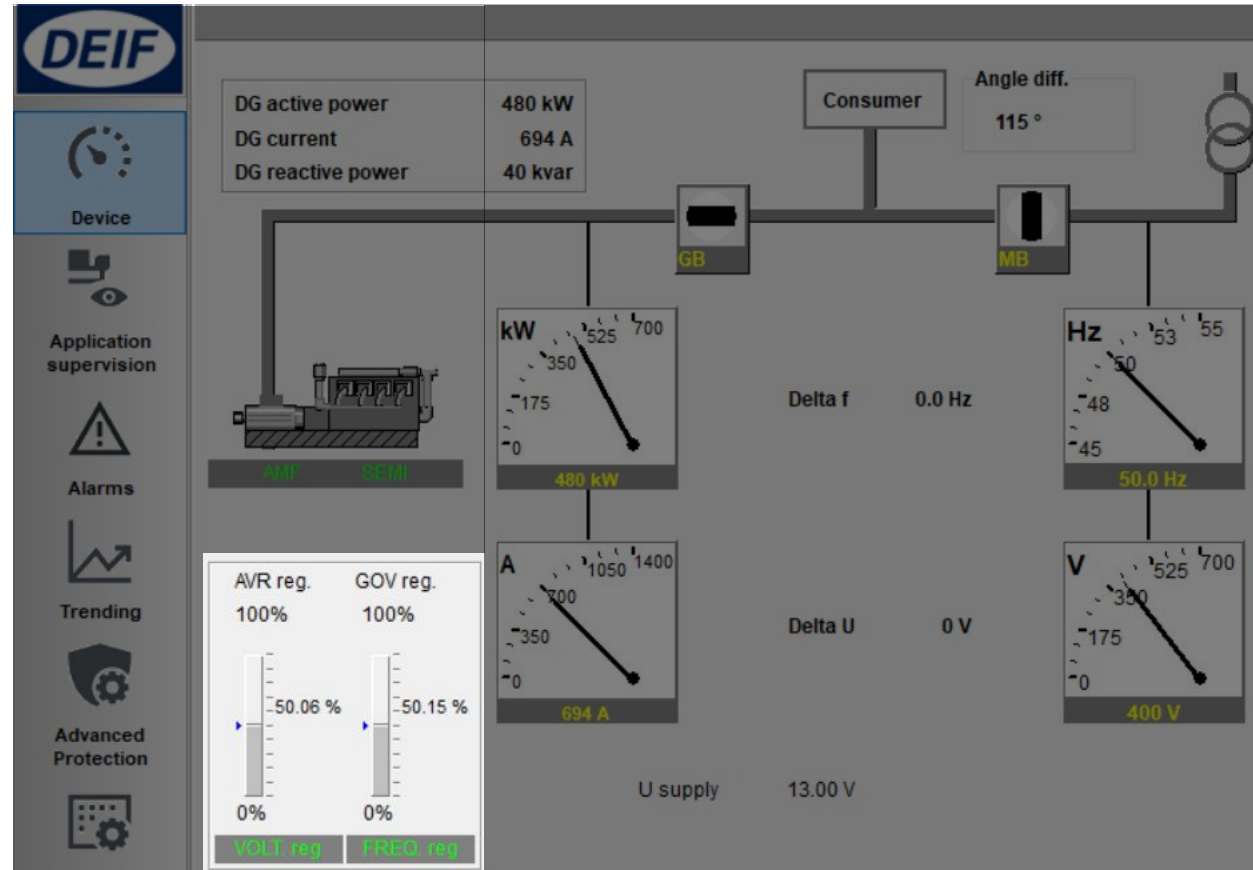 DEIF
Device
Application
supervision
Alarms
Trending
Advanced
Protection
DG active power 480 kW
DG current 694 A
DG reactive power 40 kvar
Consumer
Angle diff.
115 °
GB
MB
AMF SEMI
kW
0
175
350
525
700
480 kW
Delta f 0.0 Hz
Hz
45
48
50
53
55
50.0 Hz
A
0
350
700
1050
1400
694 A
Delta U 0 V
V
0
175
350
525
700
400 V
AVR reg. GOV reg.
100% 100%
50.06 % 50.15 %
0% 0%
VOLT. reg FREQ. reg
U supply 13.00 V